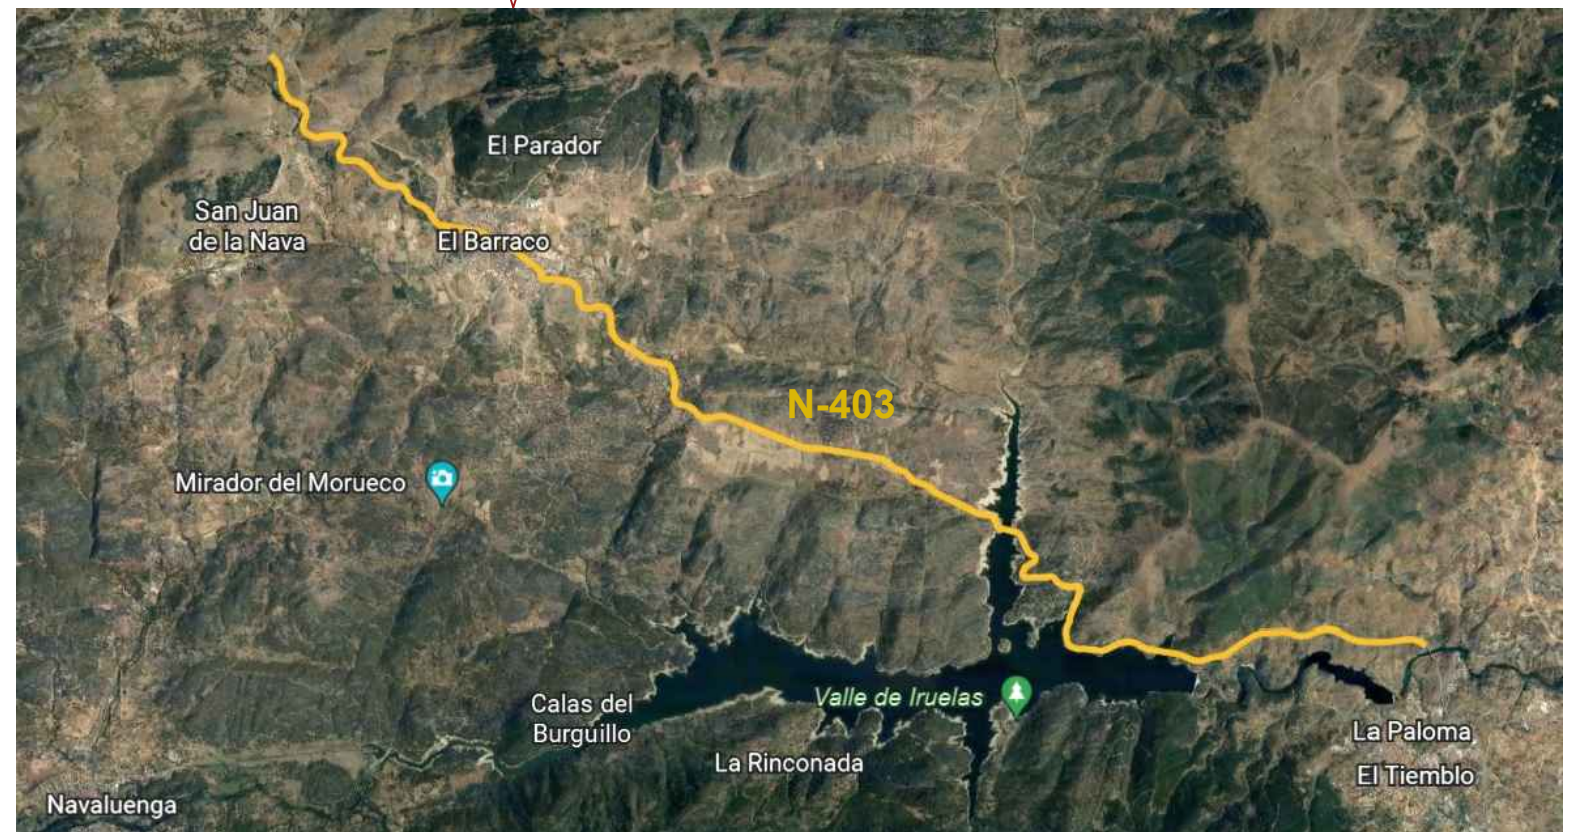 El Parador
San Juan
de la Nava
El Barraco
N-403
Mirador del Morueco
Valle de Iruelas
Calas del
Burguillo
La Rinconada
La Paloma
El Tiemblo
Navaluenga